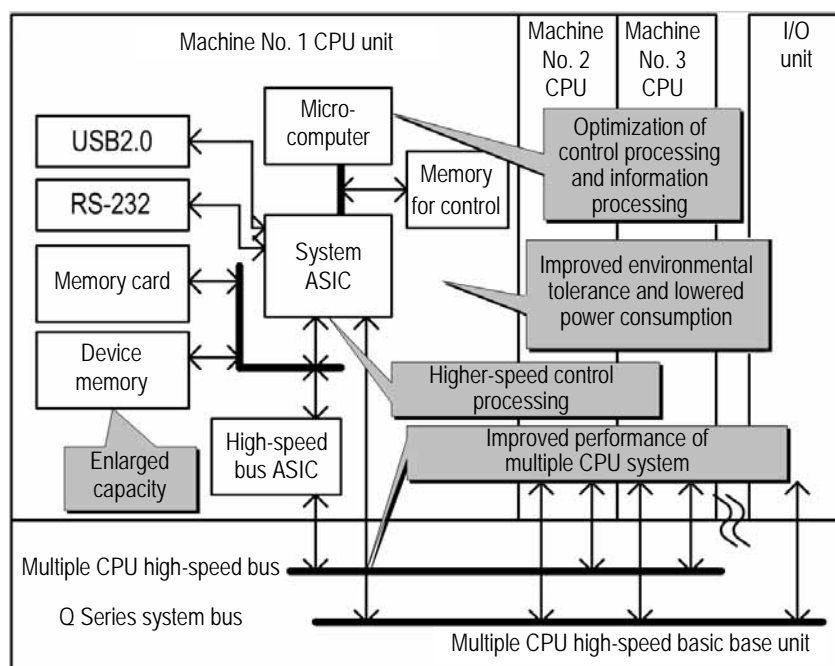 Machine No. 1 CPU unit
Machine
No. 2
CPU
Machine
No. 3
CPU
I/O
unit
Micro-
computer
USB2.0
RS-232
Memory
for control
Optimization of
control processing
and information
processing
System
ASIC
Memory card
Improved environmental
tolerance and lowered
power consumption
Device
memory
Higher-speed control
processing
High-speed
bus ASIC
Improved performance of
multiple CPU system
Enlarged
capacity
Multiple CPU high-speed bus
Q Series system bus
Multiple CPU high-speed basic base unit